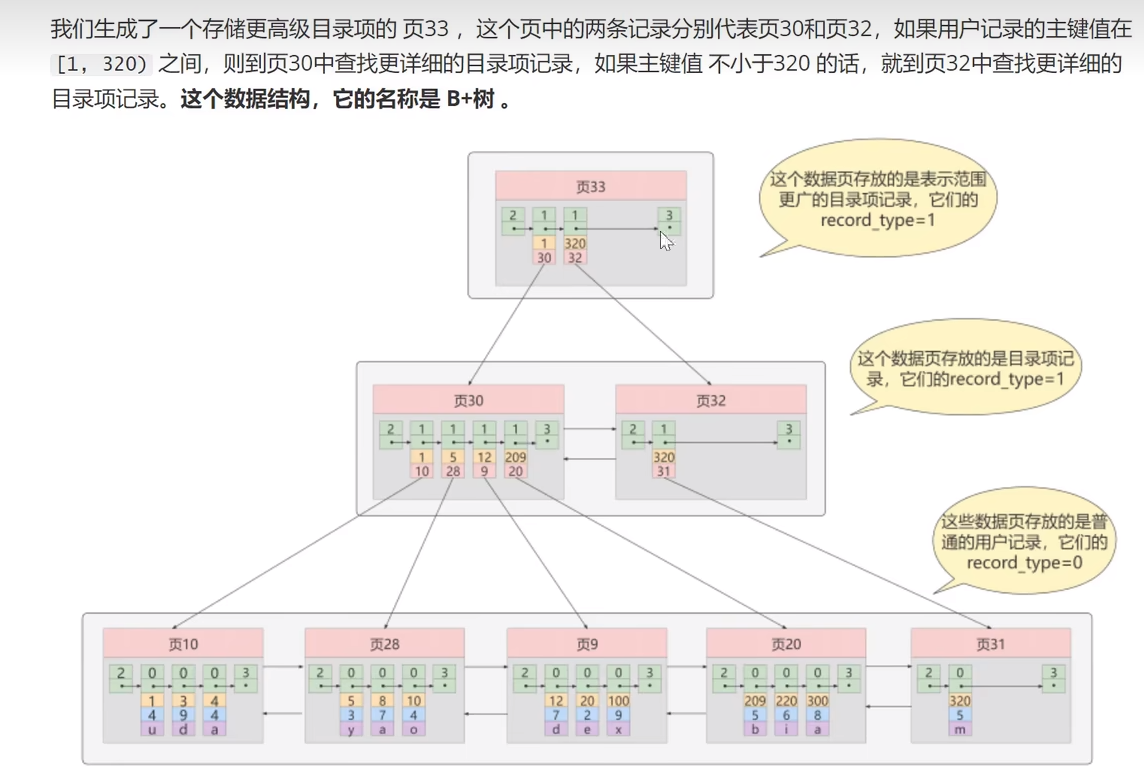 我们生成了一个存储更高级目录项的 页33 ，这个页中的两条记录分别代表页30和页32，如果用户记录的主键值在
[1, 320) 之间，则到页30中查找更详细的目录项记录，如果主键值 不小于320 的话，就到页32中查找更详细的
目录项记录。这个数据结构，它的名称是 B+树 。
这个数据页存放的是表示范围
更广的目录项记录，它们的
record_type=1
页33
2 1 1 3
1 320
30 32
这个数据页存放的是目录项记
录，它们的record_type=1
页30 页32
2 1 1 1 1 3 2 1 3
1 5 12 209 320
10 28 9 20 31
这些数据页存放的是普
通的用户记录，它们的
record_type=0
页10 页28 页9 页20 页31
2 0 0 0 3 2 0 0 0 3 2 0 0 0 3 2 0 0 0 3 2 0 3
1 3 4 5 8 10 12 20 100 209 220 300 320
4 9 4 3 7 4 7 2 9 5 6 8 5
u d a y a o d e x b i a m